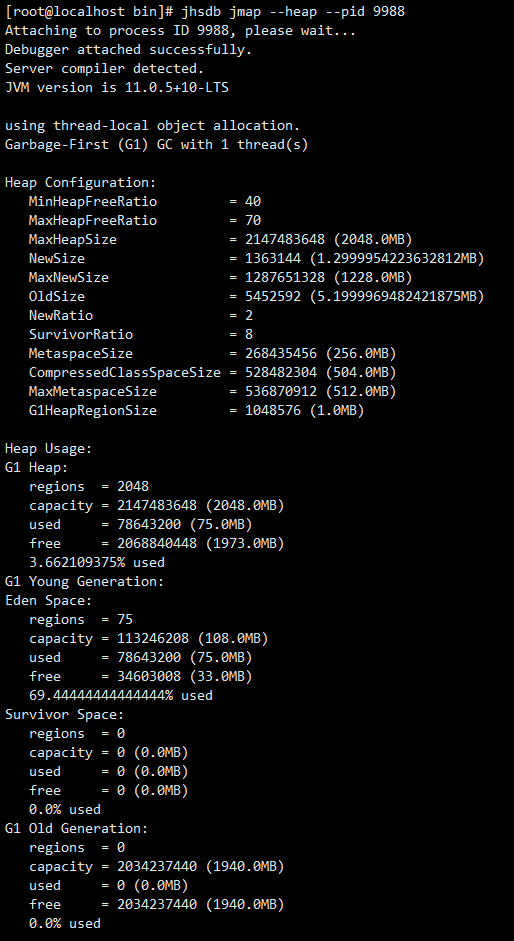 [root@localhost bin]# jhsdb jmap --heap --pid 9988
Attaching to process ID 9988, please wait...
Debugger attached successfully.
Server compiler detected.
JVM version is 11.0.5+10-LTS

using thread-local object allocation.
Garbage-First (G1) GC with 1 thread(s)

Heap Configuration:
   MinHeapFreeRatio         = 40
   MaxHeapFreeRatio         = 70
   MaxHeapSize              = 2147483648 (2048.0MB)
   NewSize                  = 1363144 (1.2999954223632812MB)
   MaxNewSize               = 1287651328 (1228.0MB)
   OldSize                  = 5452592 (5.1999969482421875MB)
   NewRatio                 = 2
   SurvivorRatio            = 8
   MetaspaceSize            = 268435456 (256.0MB)
   CompressedClassSpaceSize = 528482304 (504.0MB)
   MaxMetaspaceSize         = 536870912 (512.0MB)
   G1HeapRegionSize         = 1048576 (1.0MB)

Heap Usage:
G1 Heap:
   regions  = 2048
   capacity = 2147483648 (2048.0MB)
   used     = 78643200 (75.0MB)
   free     = 2068840448 (1973.0MB)
   3.662109375% used
G1 Young Generation:
Eden Space:
   regions  = 75
   capacity = 113246208 (108.0MB)
   used     = 78643200 (75.0MB)
   free     = 34603008 (33.0MB)
   69.44444444444444% used
Survivor Space:
   regions  = 0
   capacity = 0 (0.0MB)
   used     = 0 (0.0MB)
   free     = 0 (0.0MB)
   0.0% used
G1 Old Generation:
   regions  = 0
   capacity = 2034237440 (1940.0MB)
   used     = 0 (0.0MB)
   free     = 2034237440 (1940.0MB)
   0.0% used